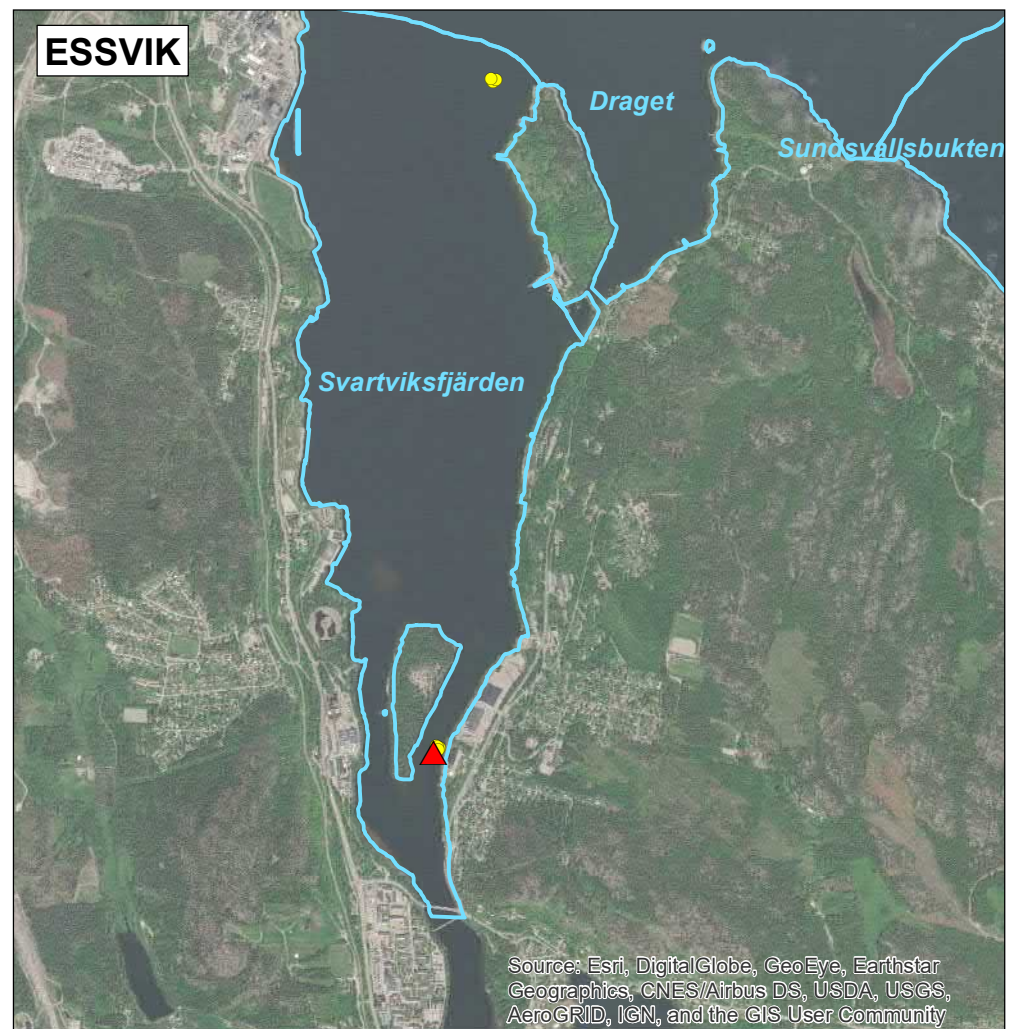 ESSVIK
Draget
Sundsvallsbukten
Svartviksfjärden
Source: Esri, DigitalGlobe, GeoEye, Earthstar
Geographics, CNES/Airbus DS, USDA, USGS,
AeroGRID, IGN, and the GIS User Community